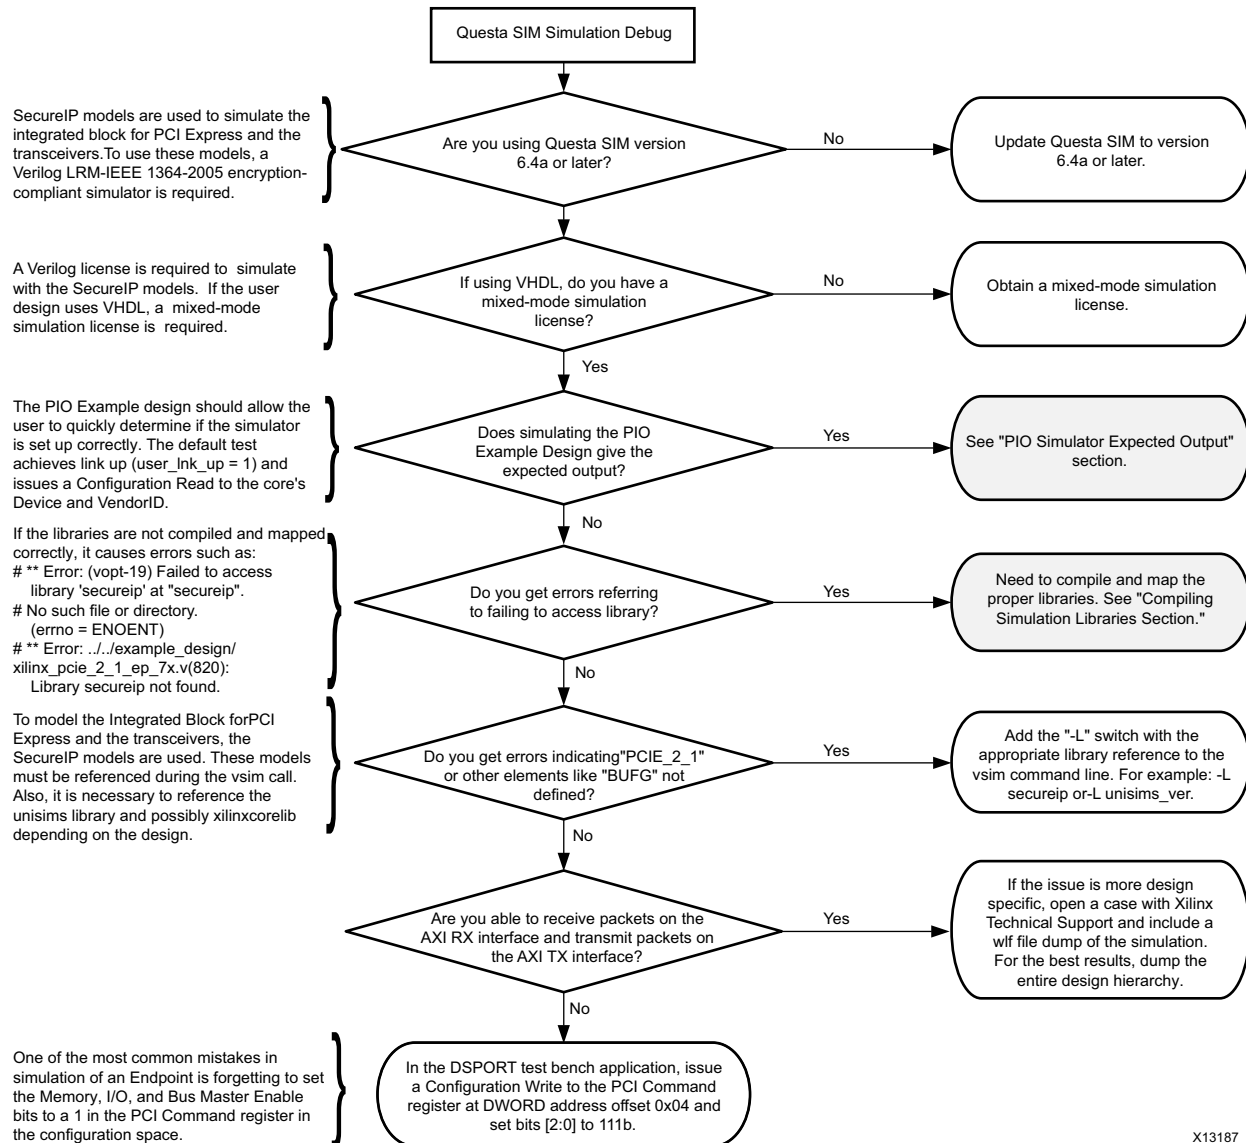 Questa SIM Simulation Debug
SecureIP models are used to simulate the
integrated block for PCI Express and the
transceivers.To use these models, a
Verilog LRM-IEEE 1364-2005 encryption-
compliant simulator is required.
Are you using Questa SIM version
6.4a or later?
No
Update Questa SIM to version
6.4a or later.
A Verilog license is required to  simulate
with the SecureIP models.  If the user
design uses VHDL, a  mixed-mode
simulation license is  required.
If using VHDL, do you have a
mixed-mode simulation
license?
No
Obtain a mixed-mode simulation
license.
Yes
The PIO Example design should allow the
user to quickly determine if the simulator
is set up correctly. The default test
achieves link up (user_lnk_up = 1) and
issues a Configuration Read to the core's
Device and VendorID.
Does simulating the PIO
Example Design give the
expected output?
Yes
See "PIO Simulator Expected Output"
section.
No
If the libraries are not compiled and mapped
correctly, it causes errors such as:
# ** Error: (vopt-19) Failed to access
library 'secureip' at "secureip".
# No such file or directory.
(errno = ENOENT)
# ** Error: ../../example_design/
xilinx_pcie_2_1_ep_7x.v(820):
Library secureip not found.
Do you get errors referring
to failing to access library?
Yes
Need to compile and map the
proper libraries. See "Compiling
Simulation Libraries Section."
No
To model the Integrated Block forPCI
Express and the transceivers, the
SecureIP models are used. These models
must be referenced during the vsim call.
Also, it is necessary to reference the
unisims library and possibly xilinxcorelib
depending on the design.
Do you get errors indicating"PCIE_2_1"
or other elements like "BUFG" not
defined?
Yes
Add the "-L" switch with the
appropriate library reference to the
vsim command line. For example: -L
secureip or-L unisims_ver.
No
Are you able to receive packets on the
AXI RX interface and transmit packets on
the AXI TX interface?
Yes
If the issue is more design
specific, open a case with Xilinx
Technical Support and include a
wlf file dump of the simulation.
For the best results, dump the
entire design hierarchy.
No
One of the most common mistakes in
simulation of an Endpoint is forgetting to set
the Memory, I/O, and Bus Master Enable
bits to a 1 in the PCI Command register in
the configuration space.
In the DSPORT test bench application, issue
a Configuration Write to the PCI Command
register at DWORD address offset 0x04 and
set bits [2:0] to 111b.
X13187